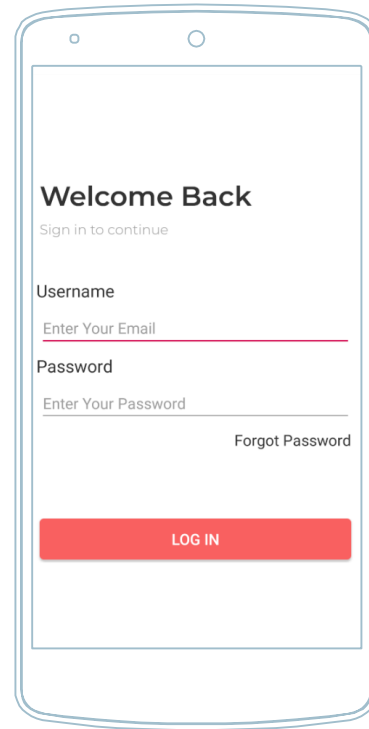 Welcome Back
Sign in to continue
Username
Enter Your Email
Password
Enter Your Password
Forgot Password
LOG IN